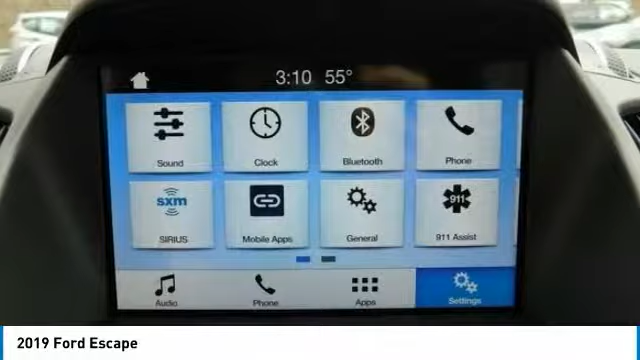 3:10 55°
Sound Clock Bluetooth Phone
sxm 911
SIRIUS Mobile Apps General 911 Assist
Audio Phone Apps Settings
2019 Ford Escape